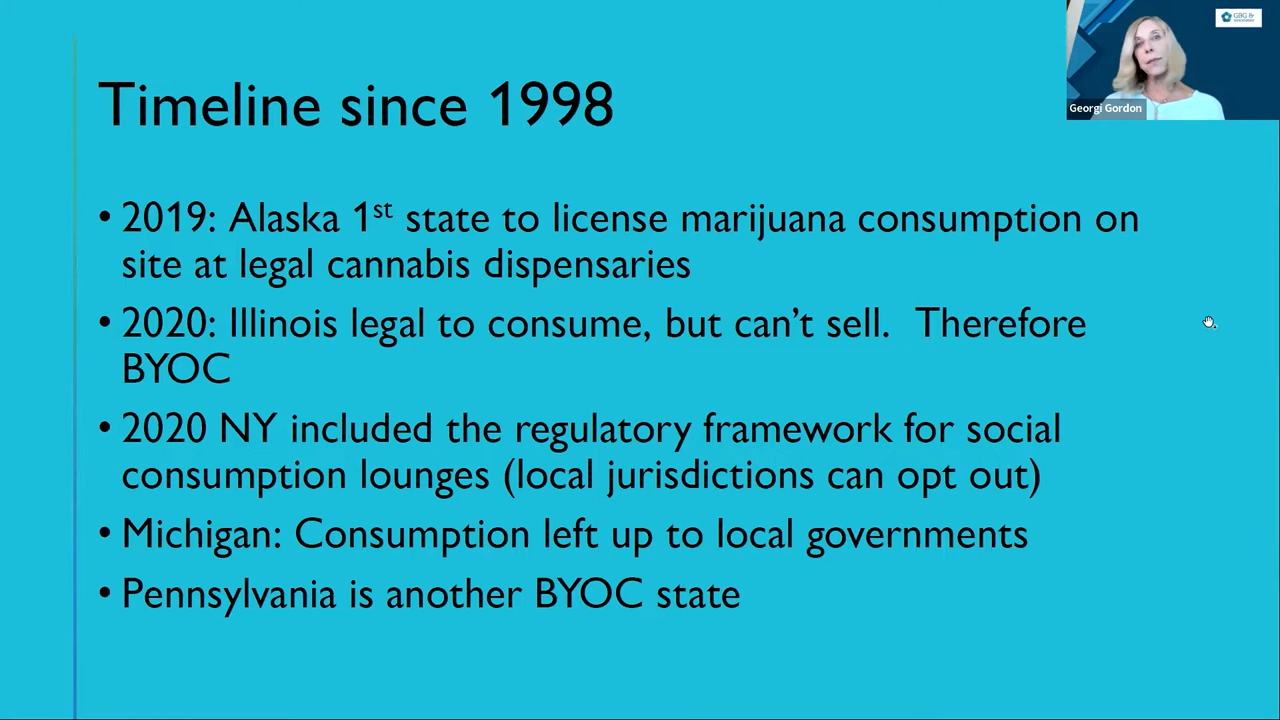 GBG &
Georgi Gordon
Timeline since 1998
• 2019: Alaska 1st state to license marijuana consumption on
site at legal cannabis dispensaries
• 2020: Illinois legal to consume, but can't sell.  Therefore
BYOC
• 2020 NY included the regulatory framework for social
consumption lounges (local jurisdictions can opt out)
• Michigan: Consumption left up to local governments
• Pennsylvania is another BYOC state